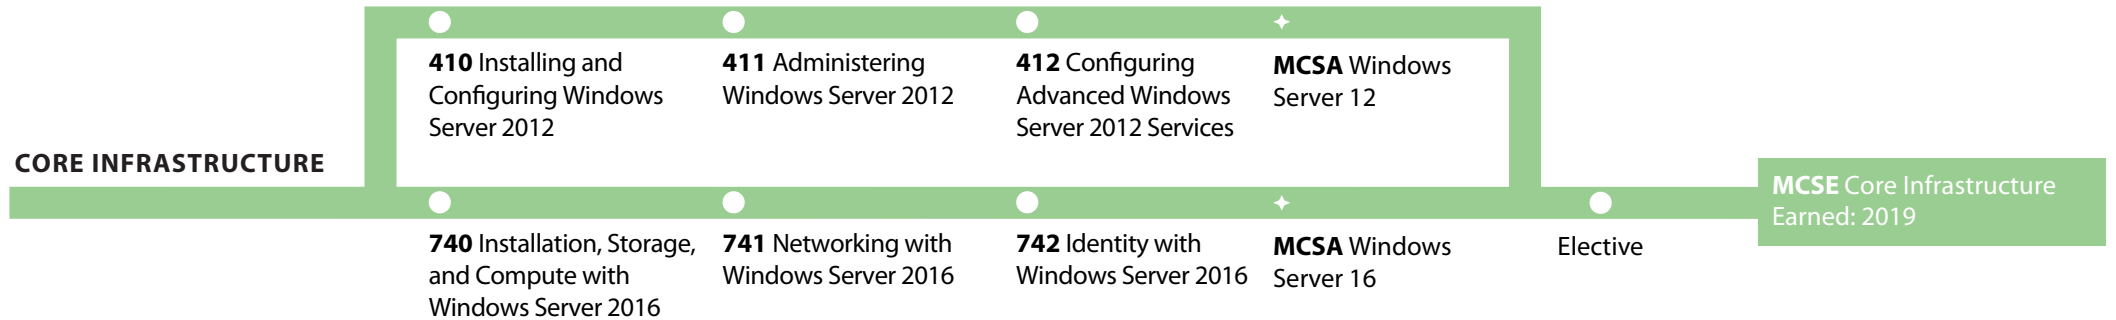 410 Installing and
Configuring Windows
Server 2012
411 Administering
Windows Server 2012
412 Configuring
Advanced Windows
Server 2012 Services
MCSA Windows
Server 12
CORE INFRASTRUCTURE
740 Installation, Storage,
and Compute with
Windows Server 2016
741 Networking with
Windows Server 2016
742 Identity with
Windows Server 2016
MCSA Windows
Server 16
Elective
MCSE Core Infrastructure
Earned: 2019